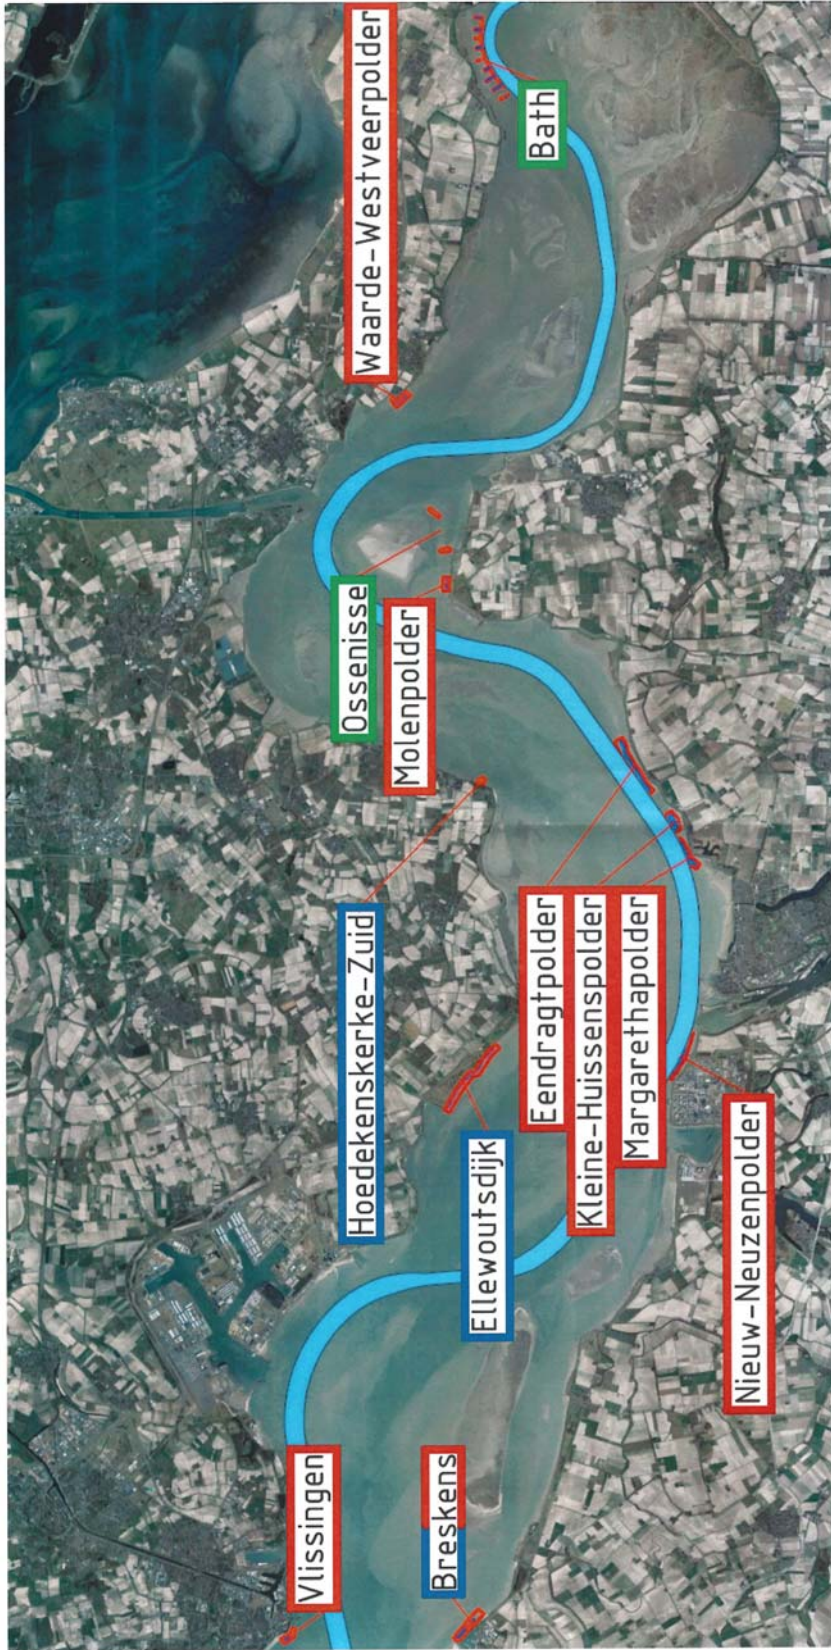 Vlissingen
Breskens
Hoedekenskerke-Zuid
Ellewoutsdijk
Eendragtpolder
Kleine-Huissenspolder
Margarethapolder
Nieuw-Neuzenpolder
Ossenisse
Molenpolder
Waarde-Westveerpolder
Bath